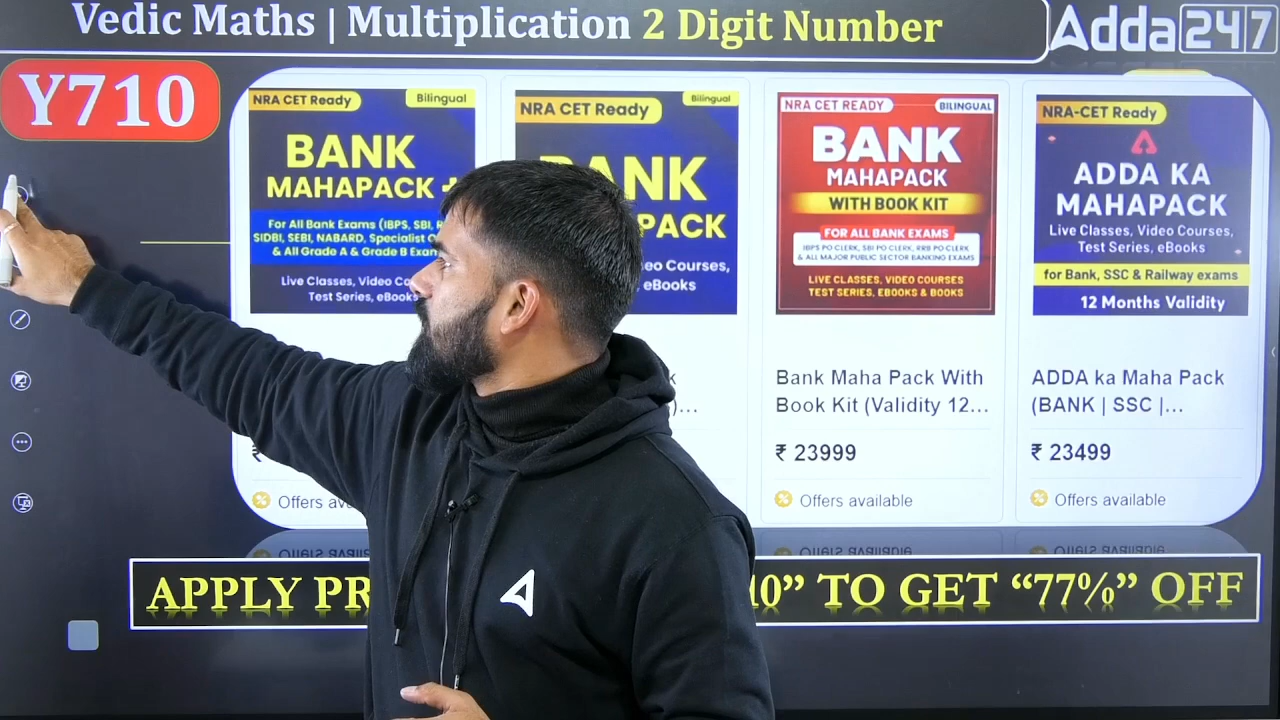 Vedic Maths | Multiplication 2 Digit Number
Adda247
Y710
NRA CET Ready
Bilingual
BANK
MAHAPACK +
For All Bank Exams (IBPS, SBI,
SIDBI, SEBI, NABARD, Specialist
& All Grade A & Grade B
Live Classes, Video
Test Series,
NRA CET Ready
Bilingual
BANK
PACK
Courses,
eBooks
₹
Offers
NRA CET READY
BILINGUAL
BANK
MAHAPACK
WITH BOOK KIT
FOR ALL BANK EXAMS
IBPS PO CLERK, SBI PO CLERK, RRB PO CLERK
& ALL MAJOR PUBLIC SECTOR BANKING EXAMS
LIVE CLASSES, VIDEO COURSES
TEST SERIES, EBOOKS & BOOKS
Bank Maha Pack With
Book Kit (Validity 12...
₹ 23999
Offers available
NRA-CET Ready
ADDA KA
MAHAPACK
Live Classes, Video Courses,
Test Series, eBooks
for Bank, SSC & Railway exams
12 Months Validity
ADDA ka Maha Pack
(BANK | SSC |...
₹ 23499
Offers available
APPLY PR 10” TO GET “77%” OFF